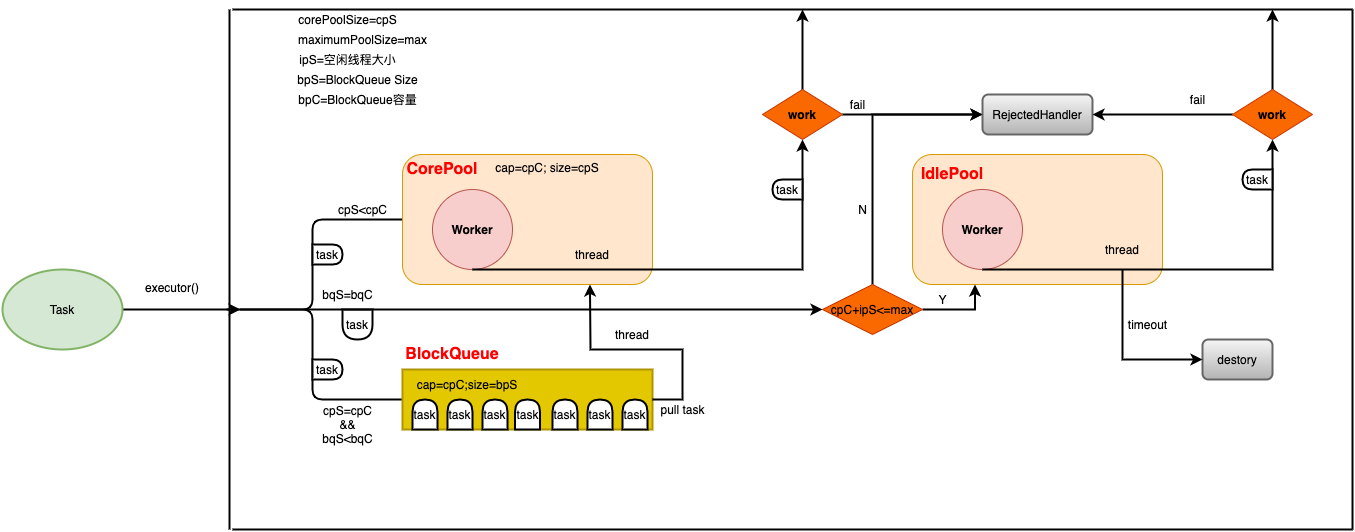 corePoolSize=cpS
maximumPoolSize=max
ipS=空闲线程大小
bpS=BlockQueue Size
bpC=BlockQueue容量
work
fail
RejectedHandler
fail
work
CorePool
cap=cpC; size=cpS
IdlePool
task
task
cpS<cpC
N
Worker
Worker
task
thread
thread
executor()
bqS=bqC
Y
Task
cpC+ipS<=max
task
thread
timeout
BlockQueue
destory
task
cap=cpC;size=bpS
cpS=cpC
&&
bqS<bqC
task
task
task
task
task
task
task
pull task